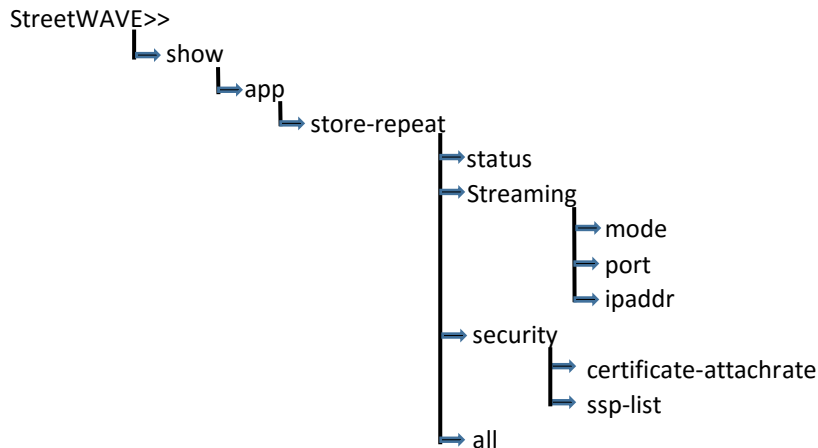 StreetWAVE>>
show
app
store-repeat
status
Streaming
mode
port
ipaddr
security
certificate-attachrate
ssp-list
all